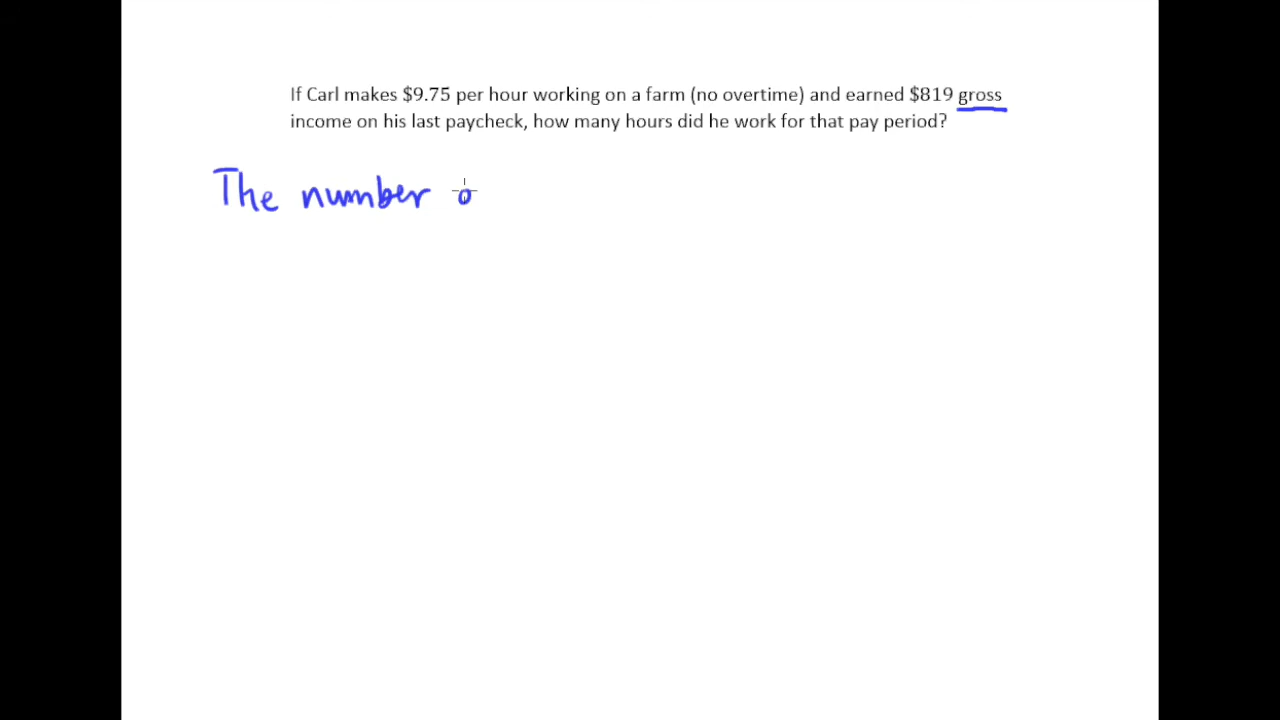 If Carl makes $9.75 per hour working on a farm (no overtime) and earned $819 gross
income on his last paycheck, how many hours did he work for that pay period?
The number o